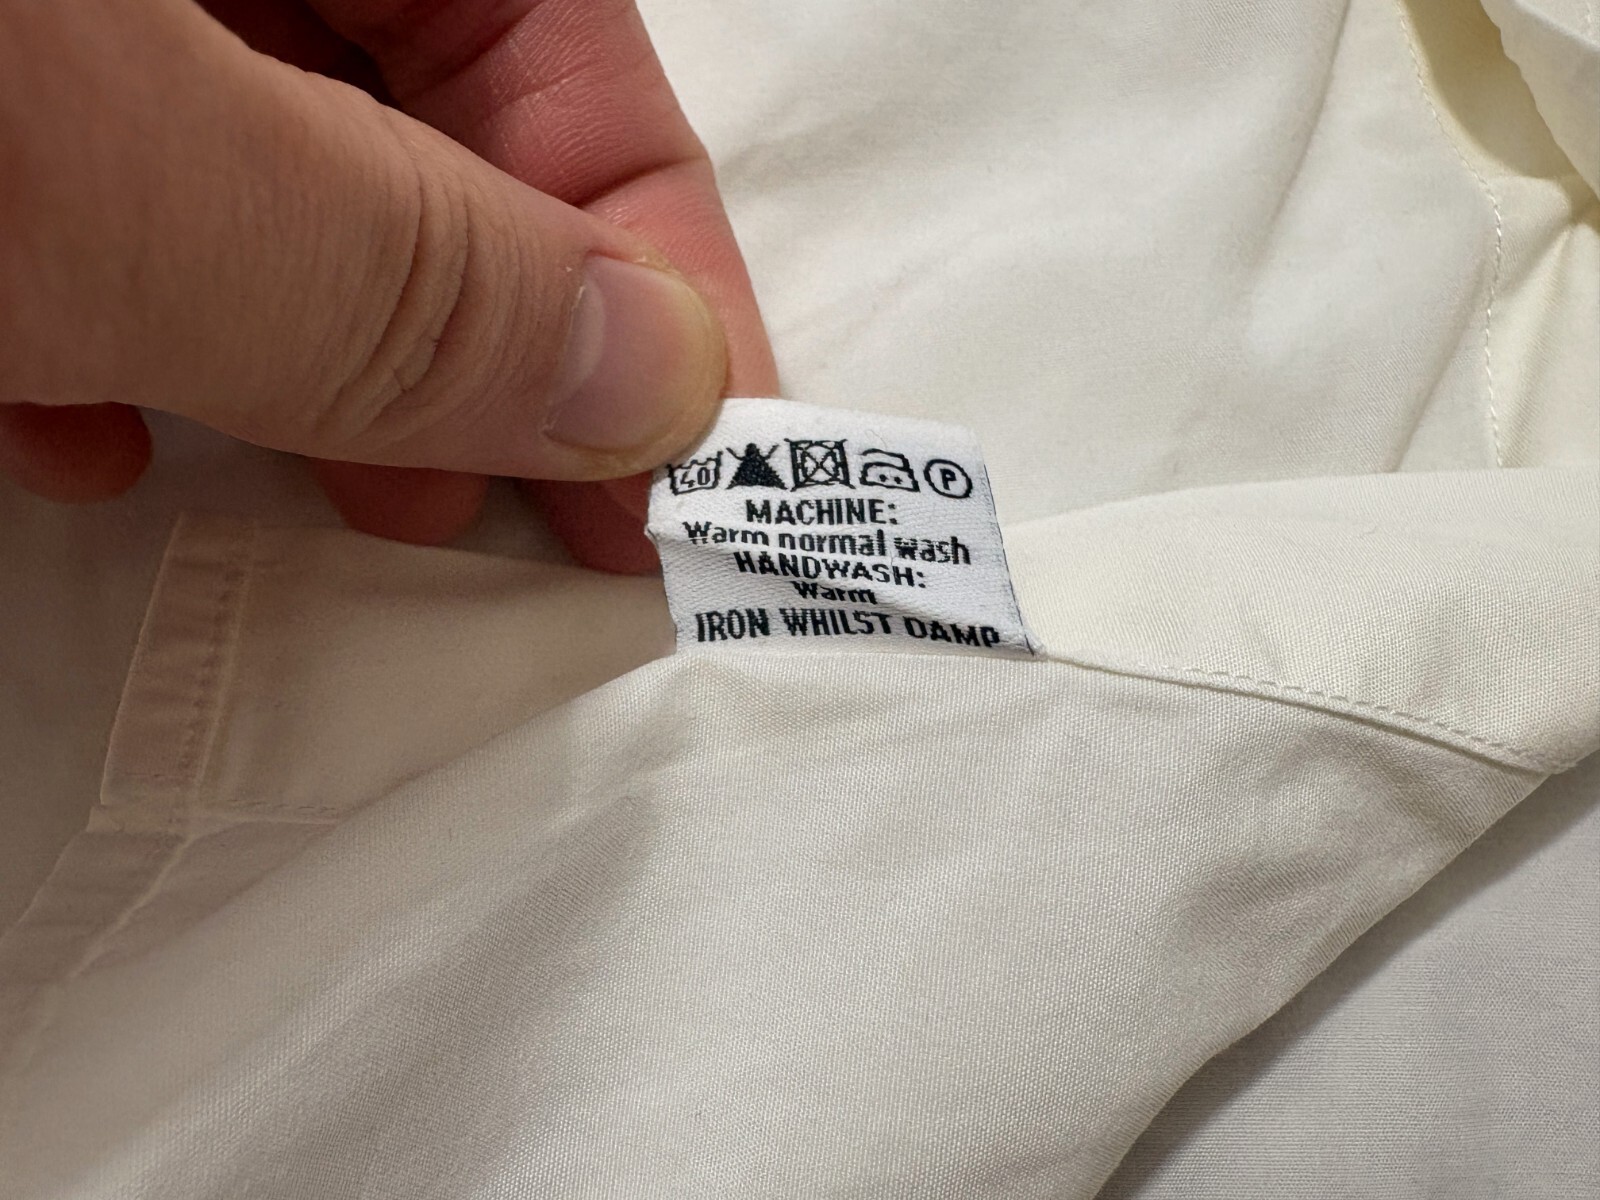 40 P
MACHINE:
Warm normal wash
HANDWASH:
Warm
IRON WHILST DAMP